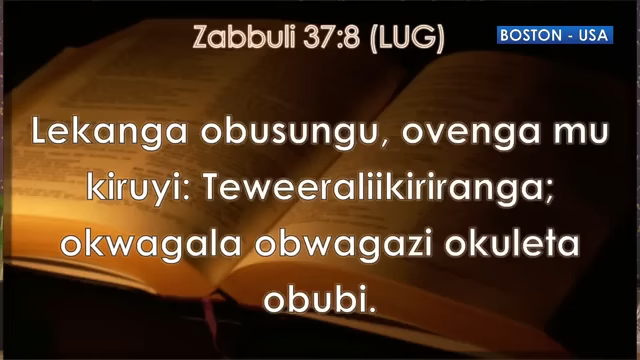 Zabbuli 37:8 (LUG)
BOSTON - USA
Lekanga obusungu, ovenga mu
kiruyi: Teweeraliikiriranga;
okwagala obwagazi okuleta
obubi.